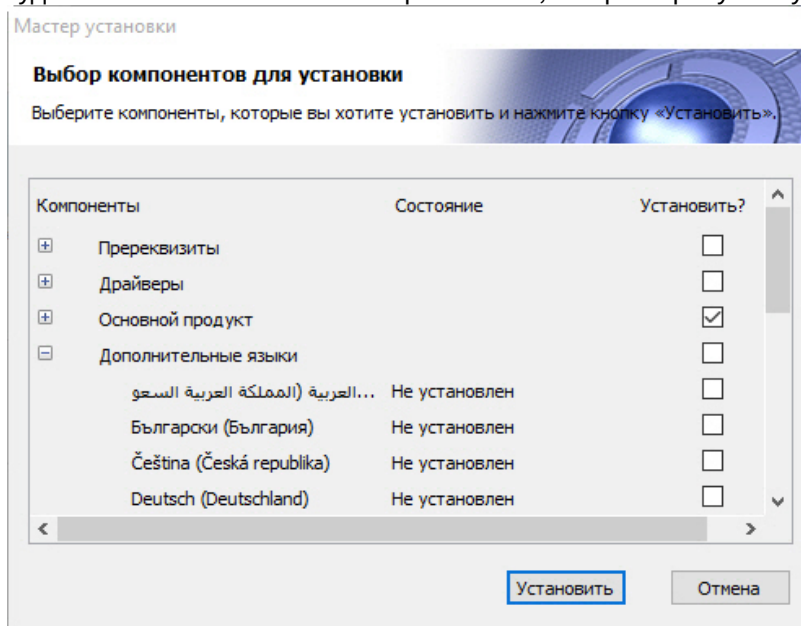 Мастер установки
Выбор компонентов для установки
Выберите компоненты, которые вы хотите установить и нажмите кнопку «Установить».
Компоненты Состояние Установить?
Пререквизиты
Драйверы
Основной продукт
Дополнительные языки
العربية (المملكة العربية السعو... Не установлен
Български (България) Не установлен
Čeština (Česká republika) Не установлен
Deutsch (Deutschland) Не установлен
Установить Отмена